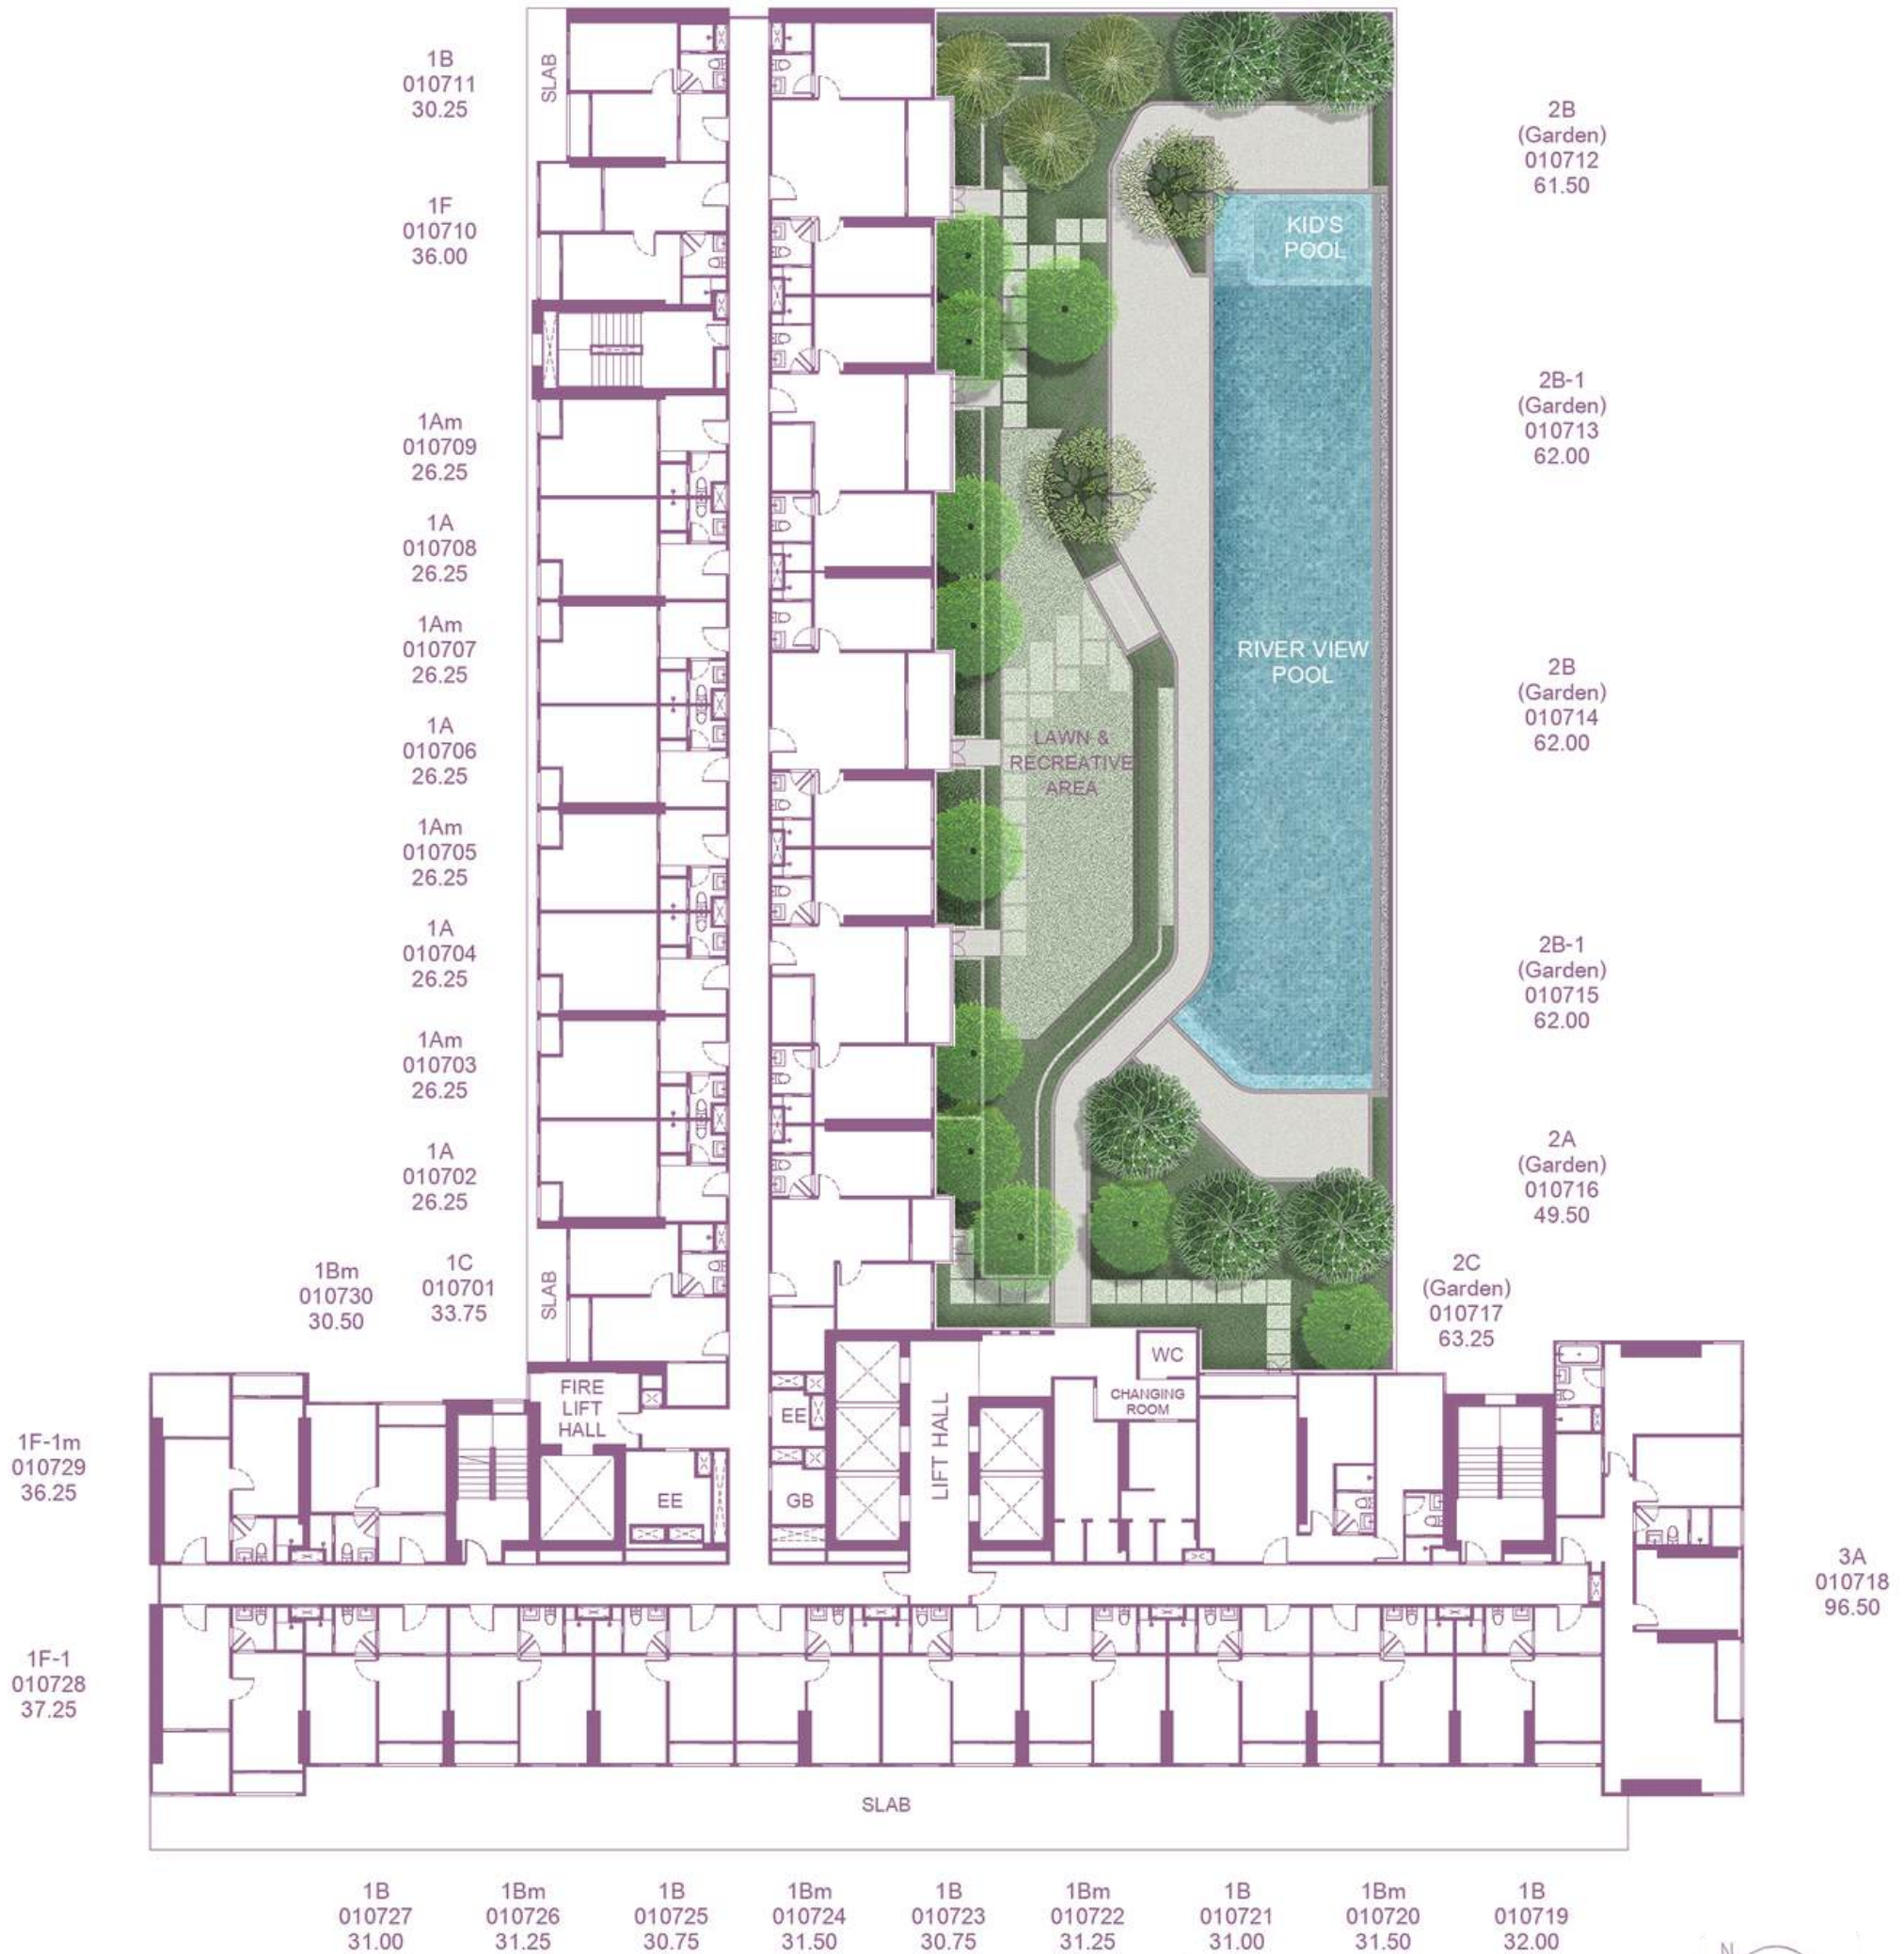 1B
010711
30.25
SLAB
2B
(Garden)
010712
61.50
1F
010710
36.00
KID'S
POOL
2B-1
(Garden)
010713
62.00
1Am
010709
26.25
1A
010708
26.25
1Am
010707
26.25
RIVER VIEW
POOL
2B
(Garden)
010714
62.00
1A
010706
26.25
LAWN &
RECREATIVE
AREA
1Am
010705
26.25
1A
010704
26.25
2B-1
(Garden)
010715
62.00
1Am
010703
26.25
1A
010702
26.25
2A
(Garden)
010716
49.50
1Bm
010730
30.50
1C
010701
33.75
SLAB
2C
(Garden)
010717
63.25
WC
CHANGING
ROOM
FIRE
LIFT
HALL
EE
LIFT HALL
1F-1m
010729
36.25
EE
GB
3A
010718
96.50
1F-1
010728
37.25
SLAB
1B
010727
31.00
1Bm
010726
31.25
1B
010725
30.75
1Bm
010724
31.50
1B
010723
30.75
1Bm
010722
31.25
1B
010721
31.00
1Bm
010720
31.50
1B
010719
32.00
N